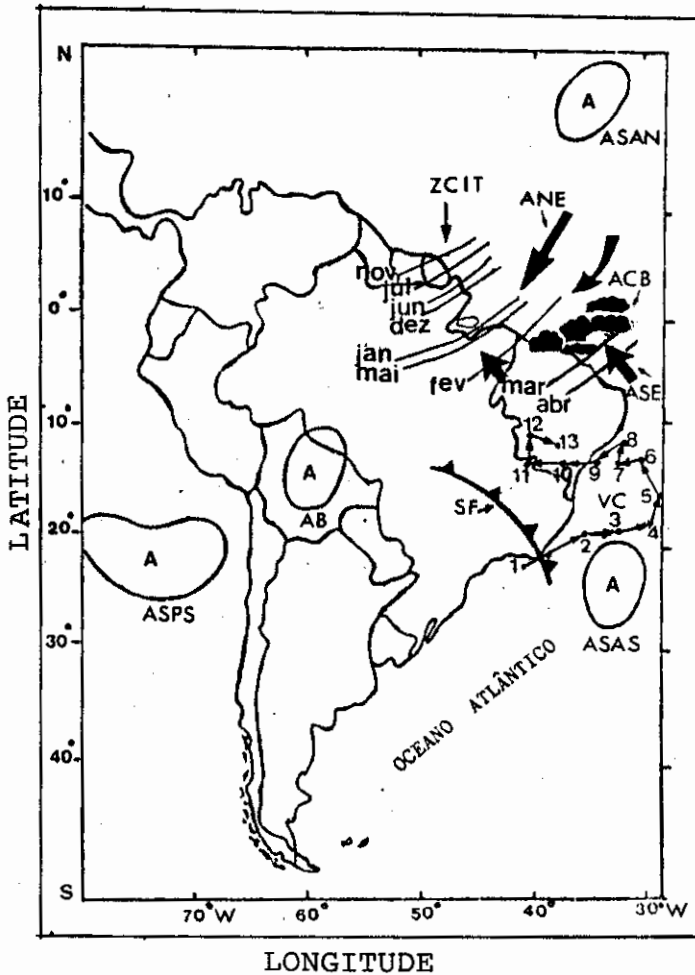 N
A
ASAN
ZCIT
ANE
10°
nov
jul
jun
dez
ACB
0°
jan
mai
fev
mar
abr
ASE
10°
12
13
8
11
10
9
7
6
A
AB
VC
5
SF
3
2
4
20°
1
A
ASPS
A
ASAS
30°
OCEANO ATLÂNTICO
40°
S
70°W
60°
50°
40°
30°W
LATITUDE
LONGITUDE